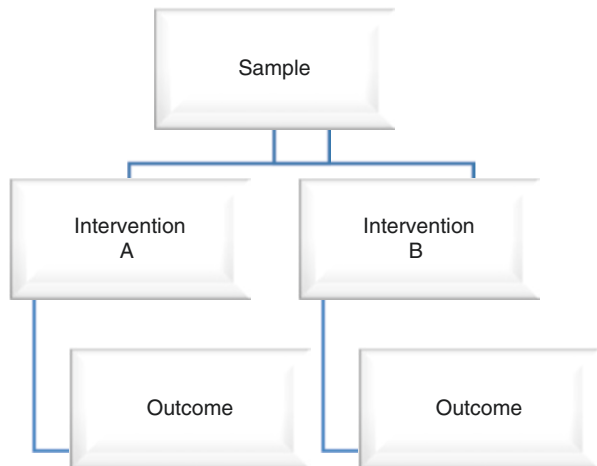 Sample
Intervention
A
Intervention
B
Outcome
Outcome